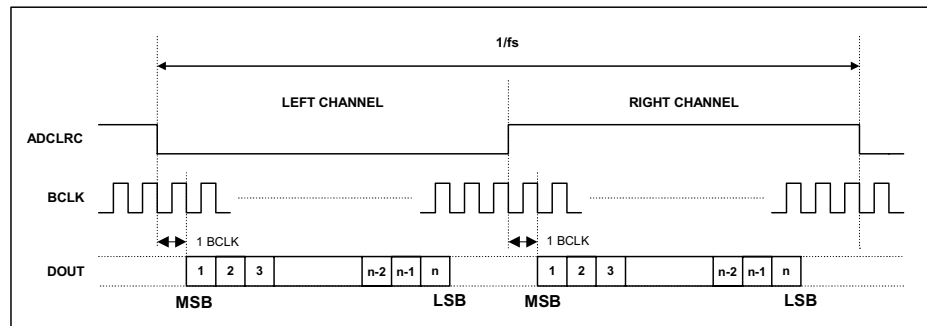 1/fs
LEFT CHANNEL RIGHT CHANNEL
ADCLRC
BCLK
1 BCLK 1 BCLK
DOUT 1 2 3 n-2 n-1 n 1 2 3 n-2 n-1 n
MSB LSB MSB LSB